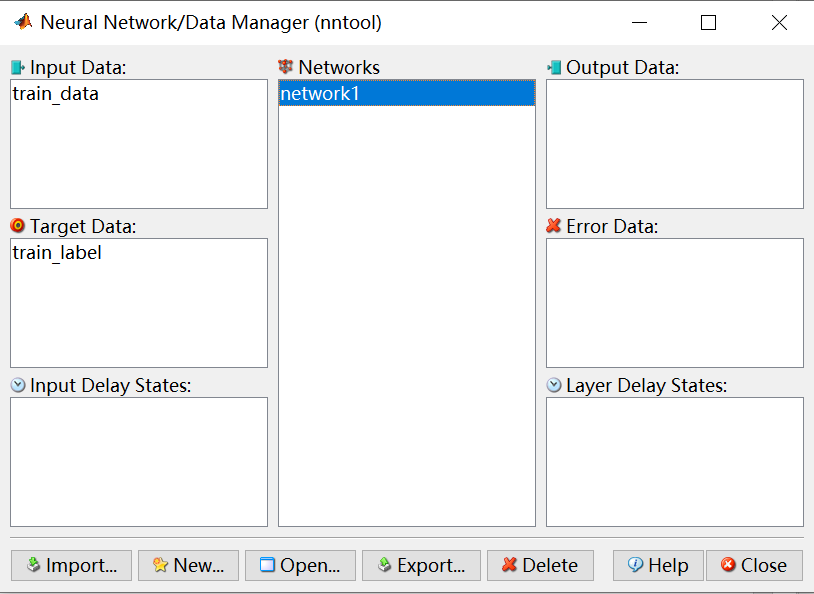 Neural Network/Data Manager (nntool)
Input Data:
train_data
Networks
network1
Output Data:
Target Data:
train_label
Error Data:
Input Delay States:
Layer Delay States:
Import...
New...
Open...
Export...
Delete
Help
Close